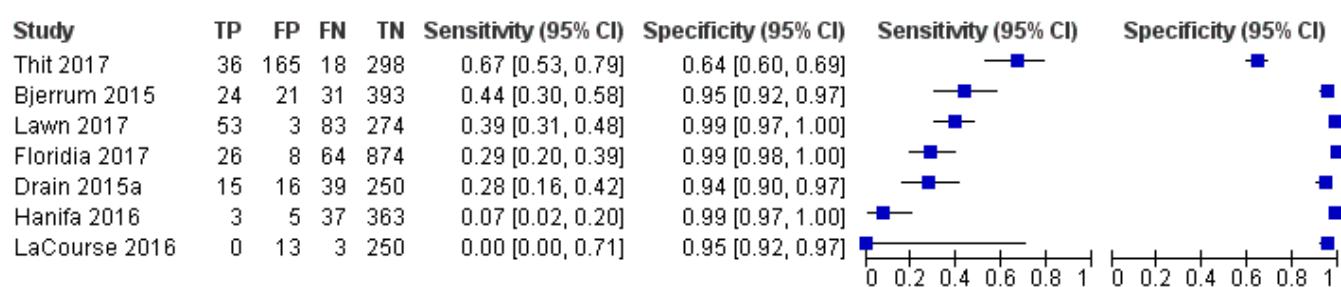 Study TP FP FN TN Sensitivity (95% CI) Specificity (95% CI) Sensitivity (95% CI) Specificity (95% CI)
Thit 2017 36 165 18 298 0.67 [0.53, 0.79] 0.64 [0.60, 0.69]
Bjerrum 2015 24 21 31 393 0.44 [0.30, 0.58] 0.95 [0.92, 0.97]
Lawn 2017 53 3 83 274 0.39 [0.31, 0.48] 0.99 [0.97, 1.00]
Floridia 2017 26 8 64 874 0.29 [0.20, 0.39] 0.99 [0.98, 1.00]
Drain 2015a 15 16 39 250 0.28 [0.16, 0.42] 0.94 [0.90, 0.97]
Hanifa 2016 3 5 37 363 0.07 [0.02, 0.20] 0.99 [0.97, 1.00]
LaCourse 2016 0 13 3 250 0.00 [0.00, 0.71] 0.95 [0.92, 0.97]
0 0.2 0.4 0.6 0.8 1 0 0.2 0.4 0.6 0.8 1